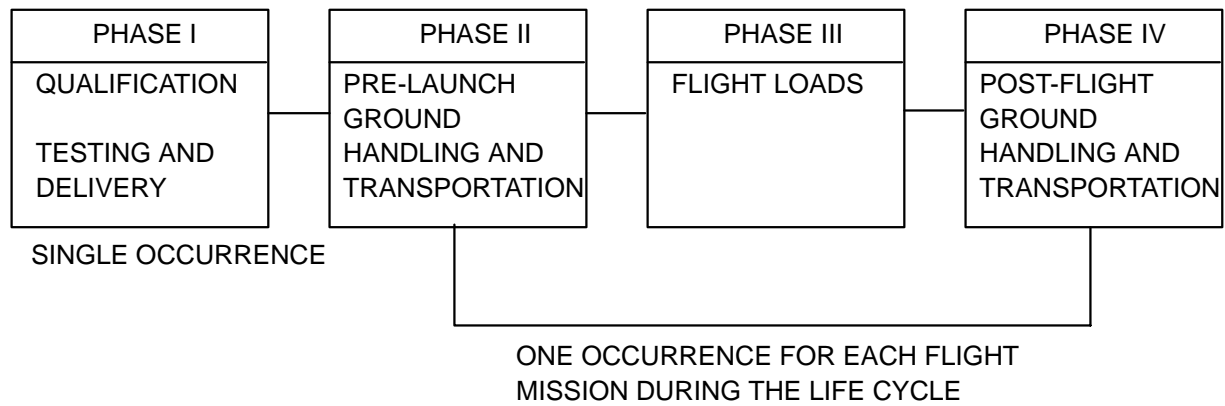 PHASE I
QUALIFICATION
TESTING AND
DELIVERY
SINGLE OCCURRENCE
PHASE II
PRE-LAUNCH
GROUND
HANDLING AND
TRANSPORTATION
PHASE III
FLIGHT LOADS
PHASE IV
POST-FLIGHT
GROUND
HANDLING AND
TRANSPORTATION
ONE OCCURRENCE FOR EACH FLIGHT
MISSION DURING THE LIFE CYCLE